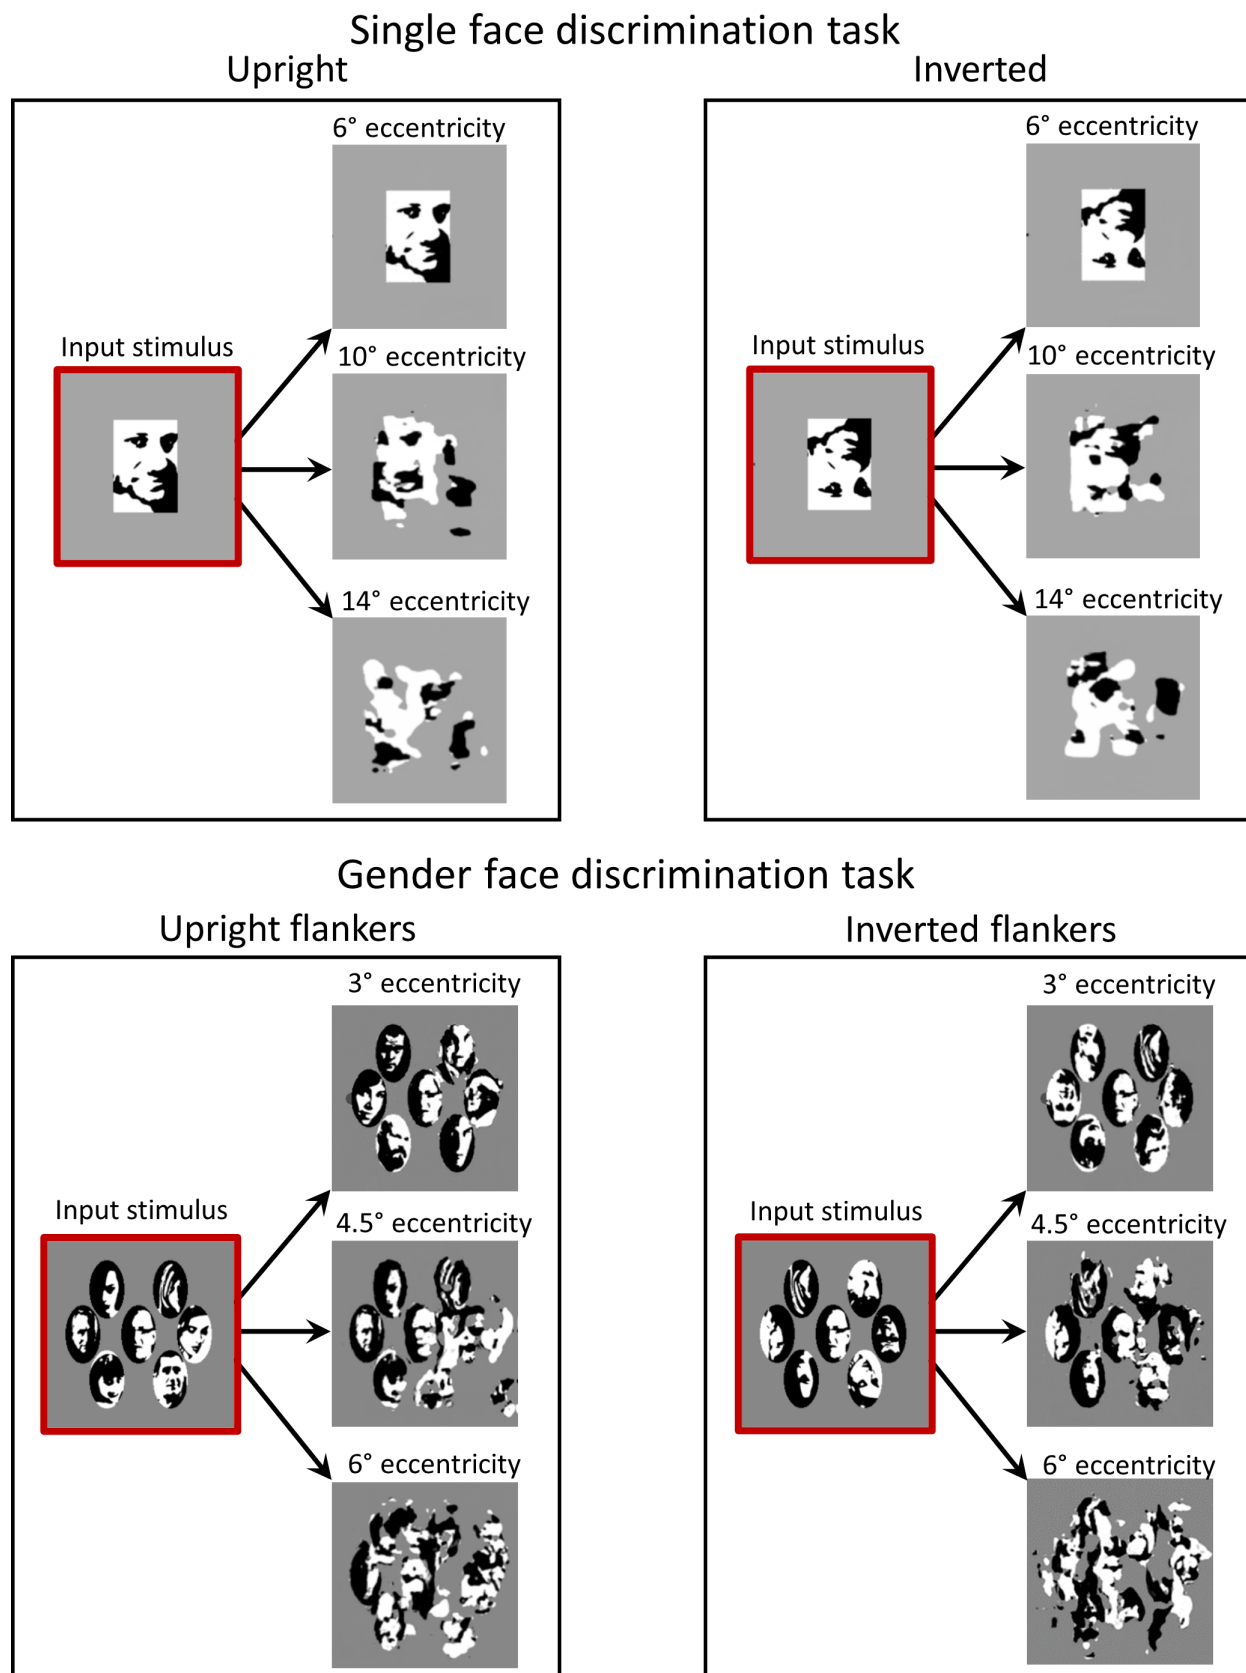 Single face discrimination task
Upright
Inverted
6° eccentricity
6° eccentricity
Input stimulus
10° eccentricity
Input stimulus
10° eccentricity
14° eccentricity
14° eccentricity
Gender face discrimination task
Upright flankers
Inverted flankers
3° eccentricity
3° eccentricity
Input stimulus
4.5° eccentricity
Input stimulus
4.5° eccentricity
6° eccentricity
6° eccentricity